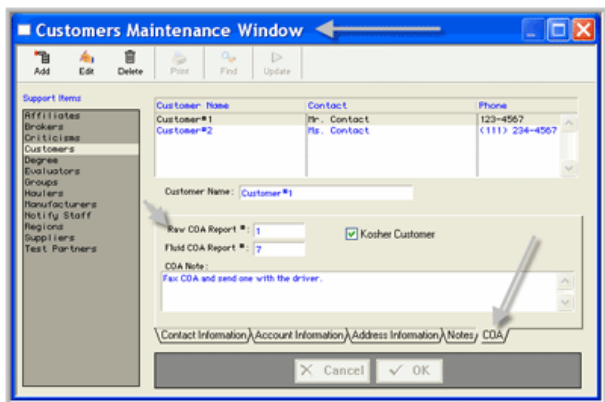 Customers Maintenance Window
Add Edit Delete Print Find Update
Support Items
Affiliates
Brokers
Criticisms
Customers
Degree
Evaluators
Groups
Haulers
Manufacturers
Notify Staff
Regions
Suppliers
Test Partners
Customer Name Contact Phone
Customer#1 Mr. Contact 123-4567
Customer#2 Ms. Contact (111) 234-4567
Customer Name: Customer#1
Raw COA Report #: 1
Kosher Customer
Fluid COA Report #: 7
COA Note:
Fax COA and send one with the driver.
Contact Information Account Information Address Information Notes COA
Cancel OK